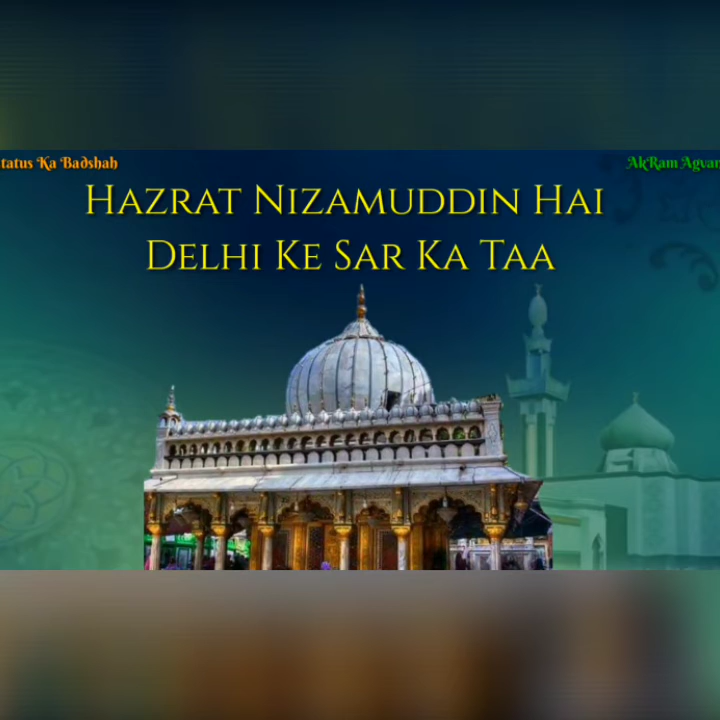 tatus Ka Badshah
AkRam Agvan
HAZRAT NIZAMUDDIN HAI
DELHI KE SAR KA TAA